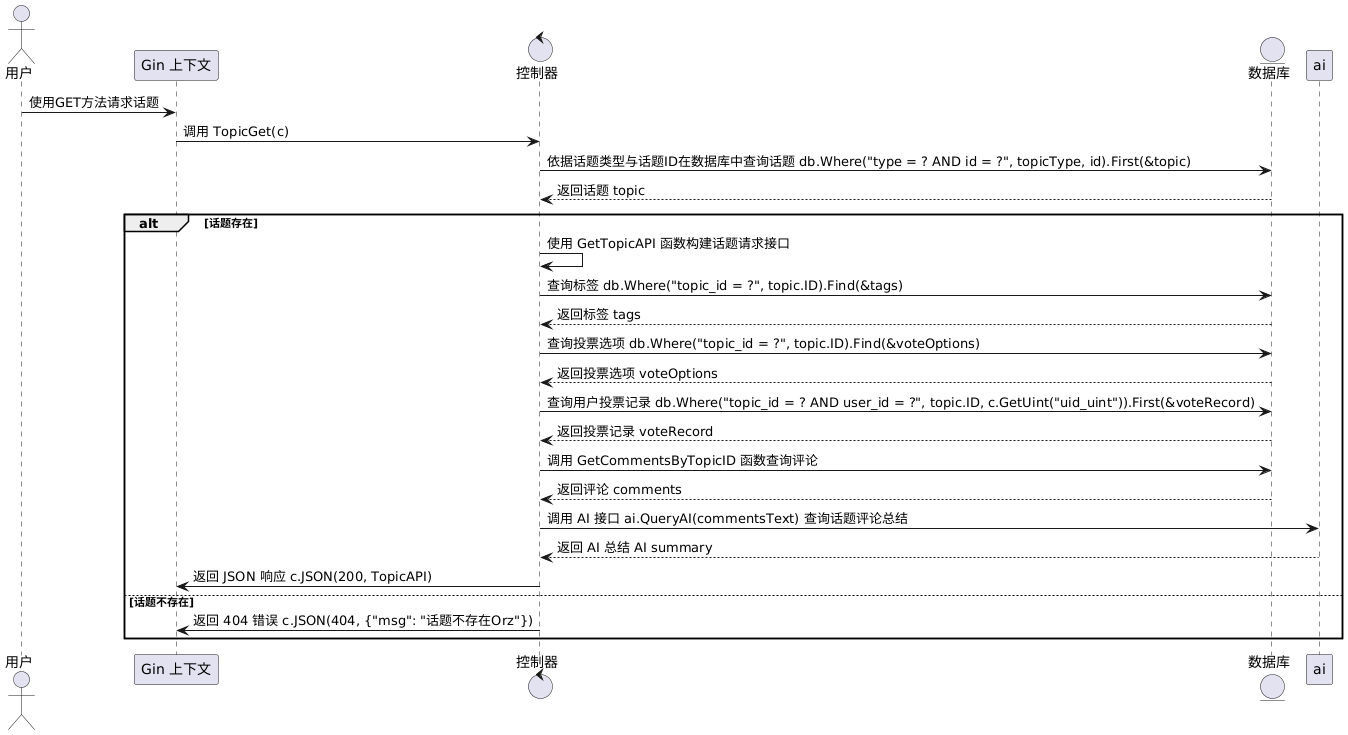 用户
Gin 上下文
控制器
数据库
ai
使用GET方法请求话题
调用 TopicGet(c)
依据话题类型与话题ID在数据库中查询话题 db.Where("type = ? AND id = ?", topicType, id).First(&topic)
返回话题 topic
alt [话题存在]
使用 GetTopicAPI 函数构建话题请求接口
查询标签 db.Where("topic_id = ?", topic.ID).Find(&tags)
返回标签 tags
查询投票选项 db.Where("topic_id = ?", topic.ID).Find(&voteOptions)
返回投票选项 voteOptions
查询用户投票记录 db.Where("topic_id = ? AND user_id = ?", topic.ID, c.GetUint("uid_uint")).First(&voteRecord)
返回投票记录 voteRecord
调用 GetCommentsByTopicID 函数查询评论
返回评论 comments
调用 AI 接口 ai.QueryAI(commentsText) 查询话题评论总结
返回 AI 总结 AI summary
返回 JSON 响应 c.JSON(200, TopicAPI)
[话题不存在]
返回 404 错误 c.JSON(404, {"msg": "话题不存在Orz"})
用户
Gin 上下文
控制器
数据库
ai